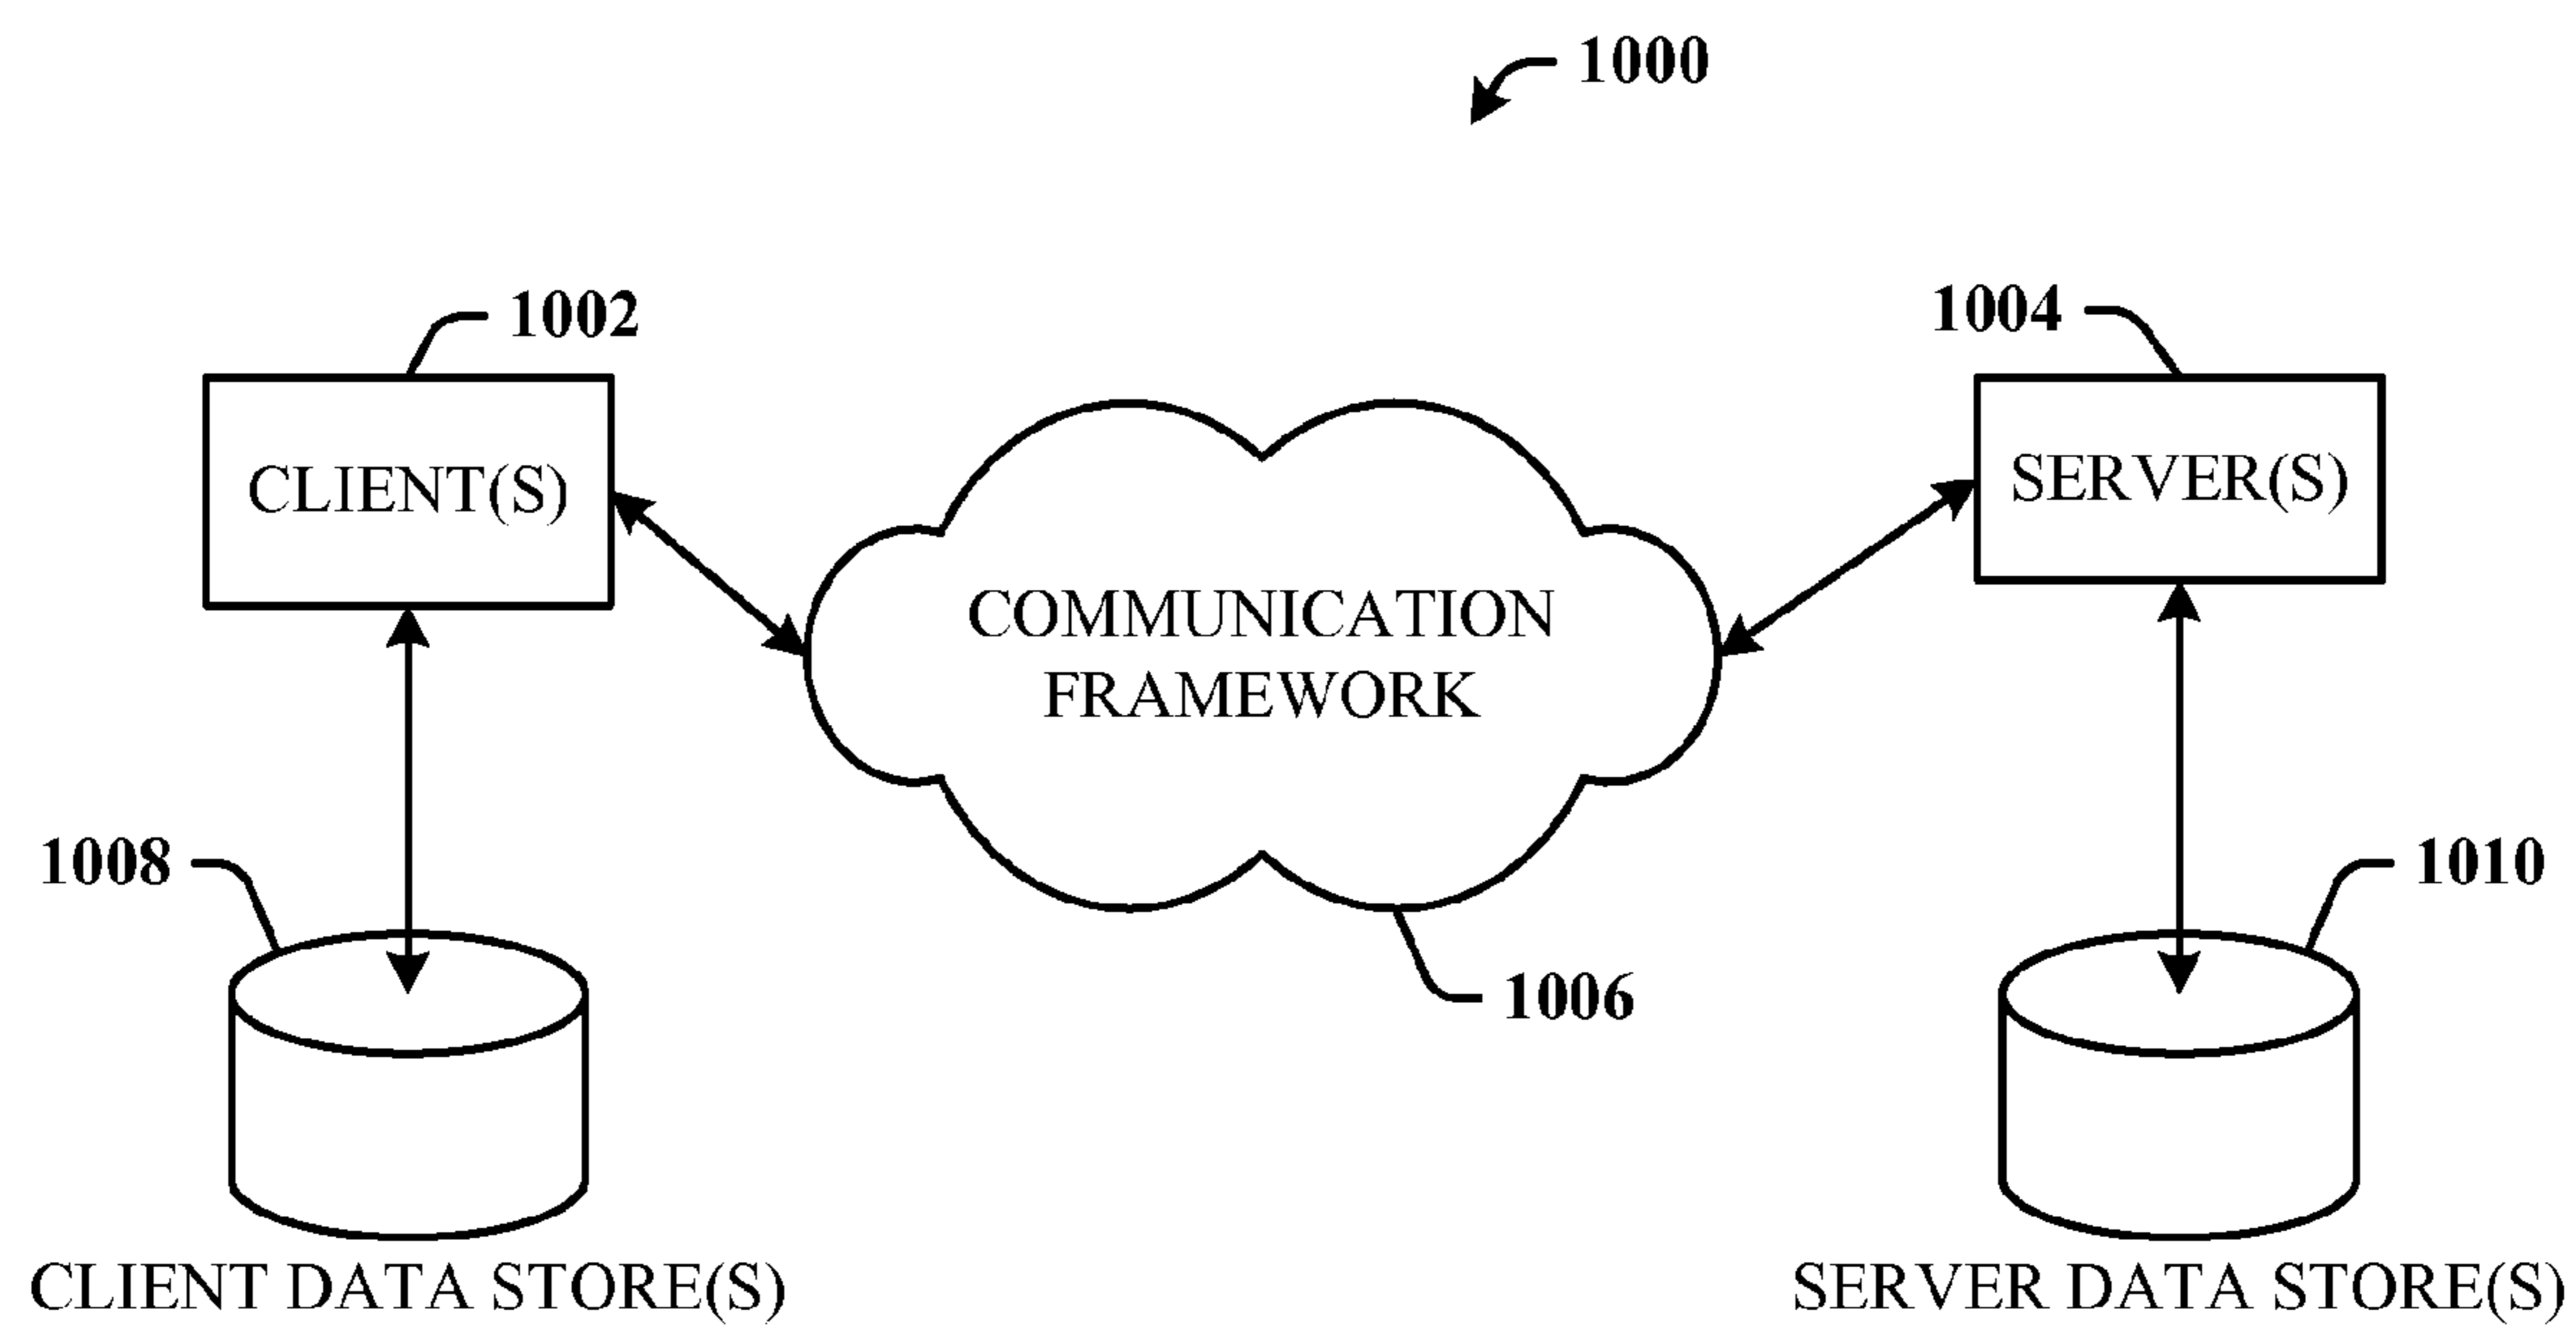 1000
1002
1004
CLIENT(S)
SERVER(S)
COMMUNICATION
FRAMEWORK
1008
1010
1006
CLIENT DATA STORE(S)
SERVER DATA STORE(S)